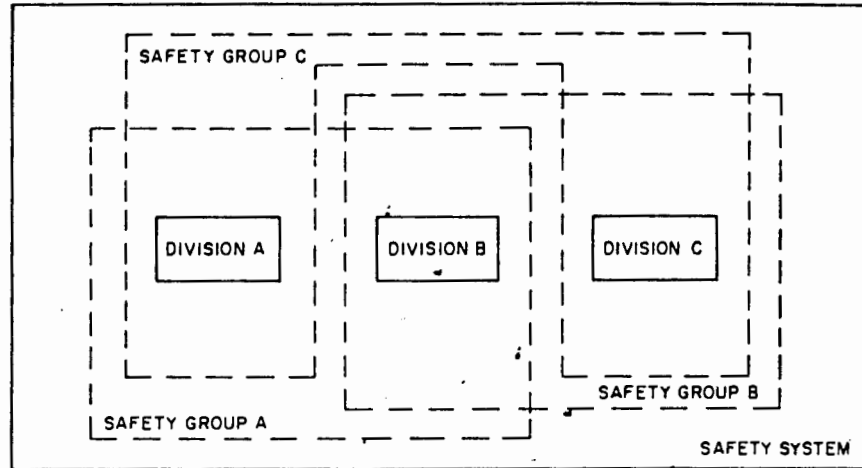 SAFETY GROUP C
DIVISION A
DIVISION B
DIVISION C
SAFETY GROUP B
SAFETY GROUP A
SAFETY SYSTEM